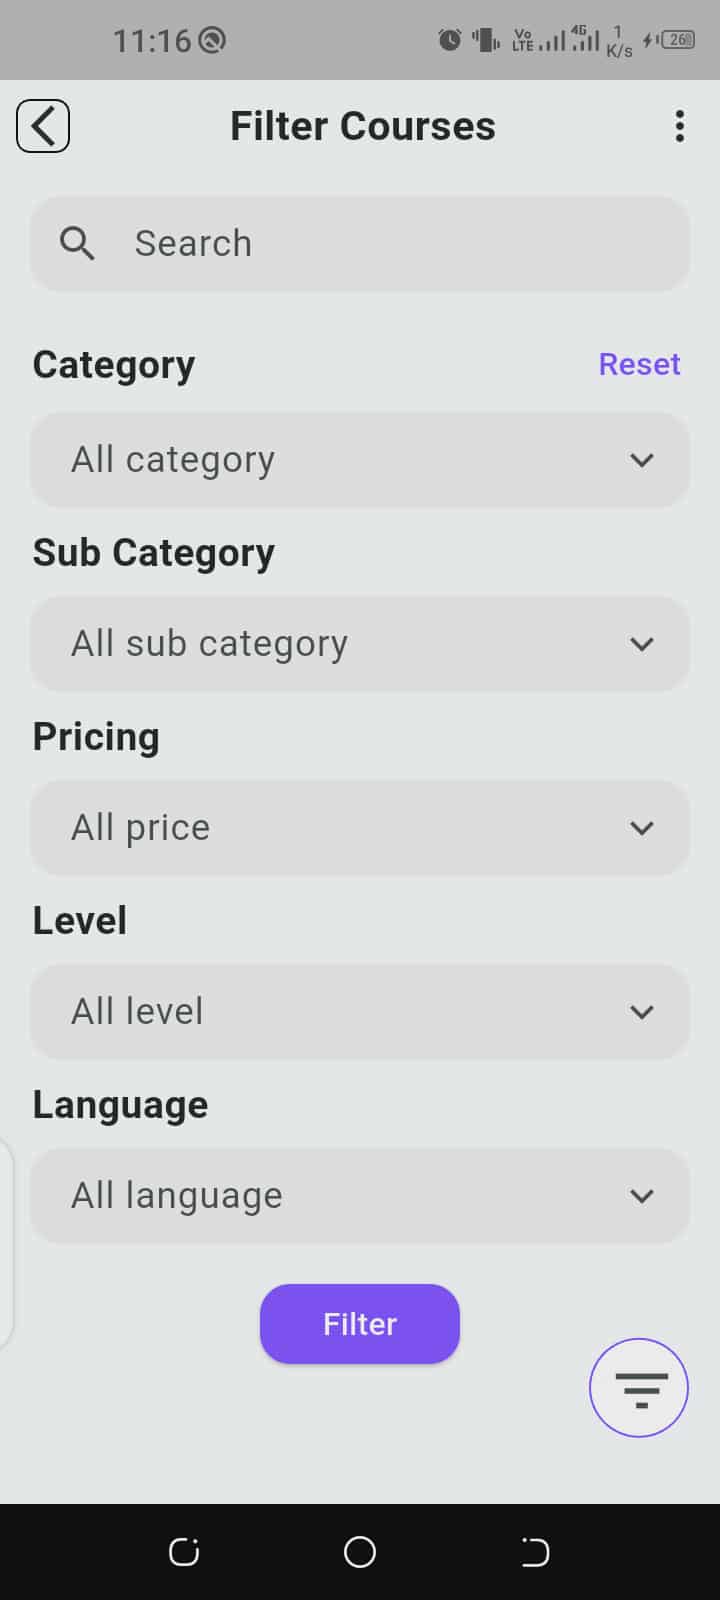 11:16
Vo LTE 4G 1 K/s 26
Filter Courses
Search
Category Reset
All category
Sub Category
All sub category
Pricing
All price
Level
All level
Language
All language
Filter